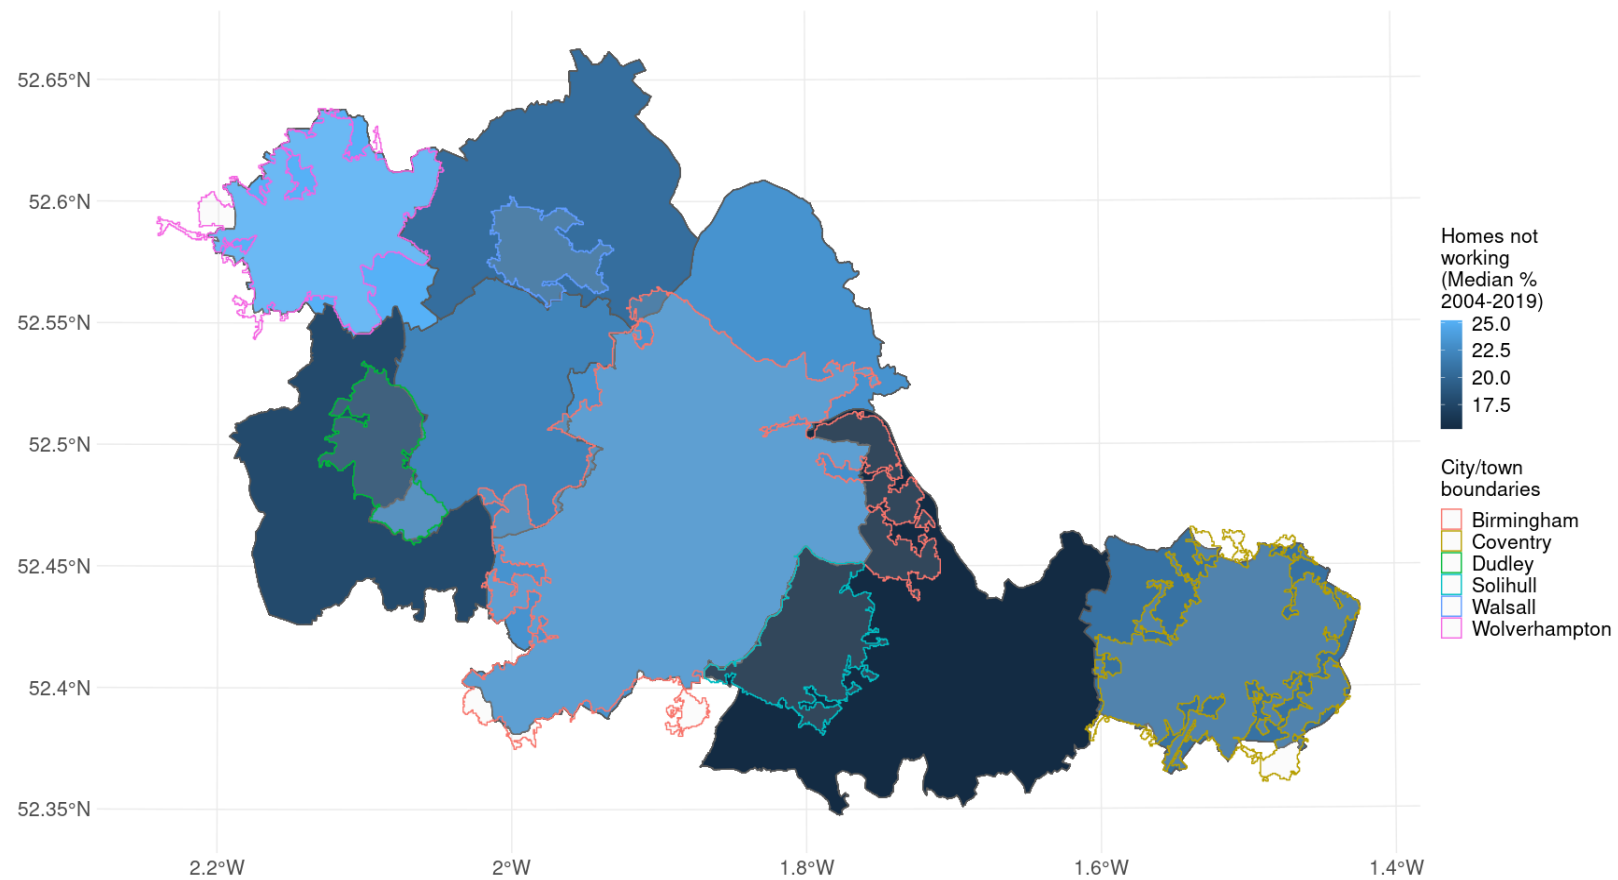 52.65°N
52.6°N
52.55°N
52.5°N
52.45°N
52.4°N
52.35°N
2.2°W
2°W
1.8°W
1.6°W
1.4°W
Homes not
working
(Median %
2004-2019)
25.0
22.5
20.0
17.5
City/town
boundaries
Birmingham
Coventry
Dudley
Solihull
Walsall
Wolverhampton